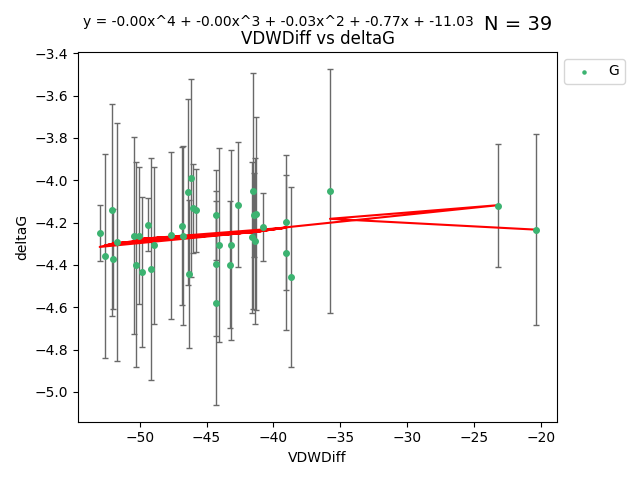 y = -0.00x^4 + -0.00x^3 + -0.03x^2 + -0.77x + -11.03 N = 39
VDWDiff vs deltaG
G
−3.4
−3.6
−3.8
−4.0
−4.2
−4.4
−4.6
−4.8
−5.0
deltaG
−50 −45 −40 −35 −30 −25 −20
VDWDiff